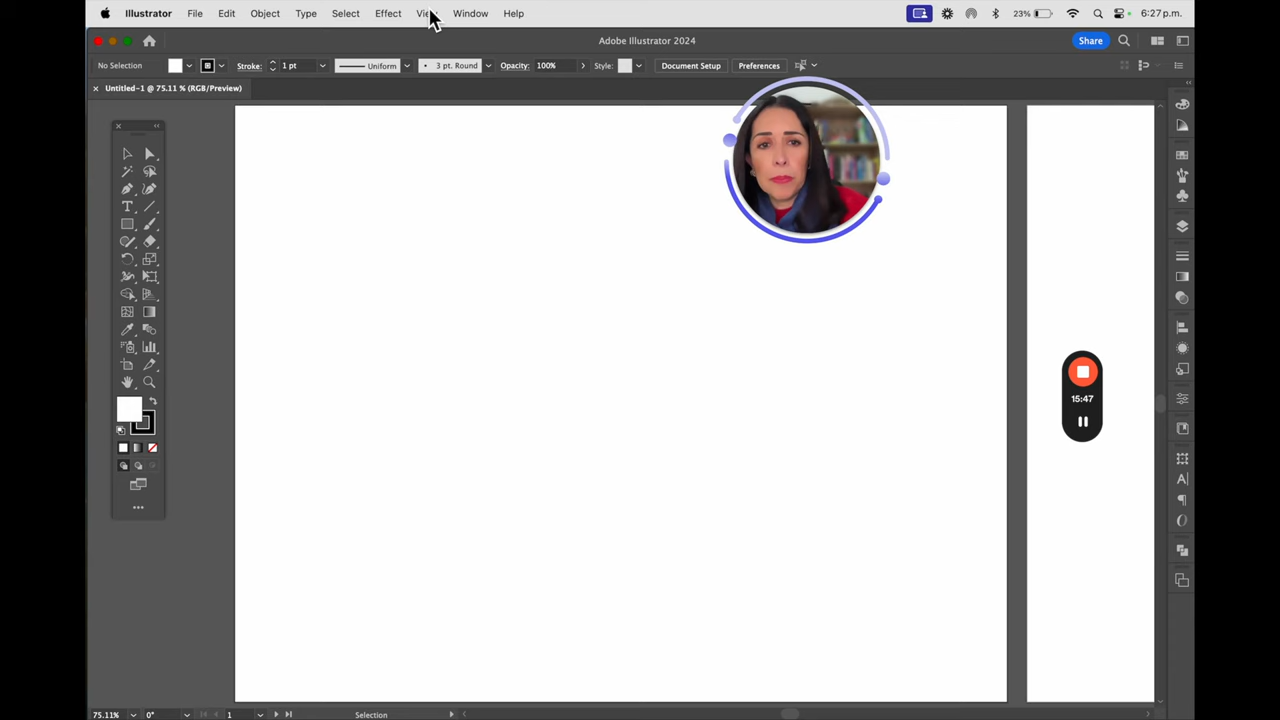 Illustrator File Edit Object Type Select Effect View Window Help 23% 6:27 p.m.
Adobe Illustrator 2024 Share
No Selection Stroke: 1 pt Uniform 3 pt. Round Opacity: 100% Style: Document Setup Preferences
Untitled-1 @ 75.11 % (RGB/Preview)
15:47
75.11% 0° 1 Selection